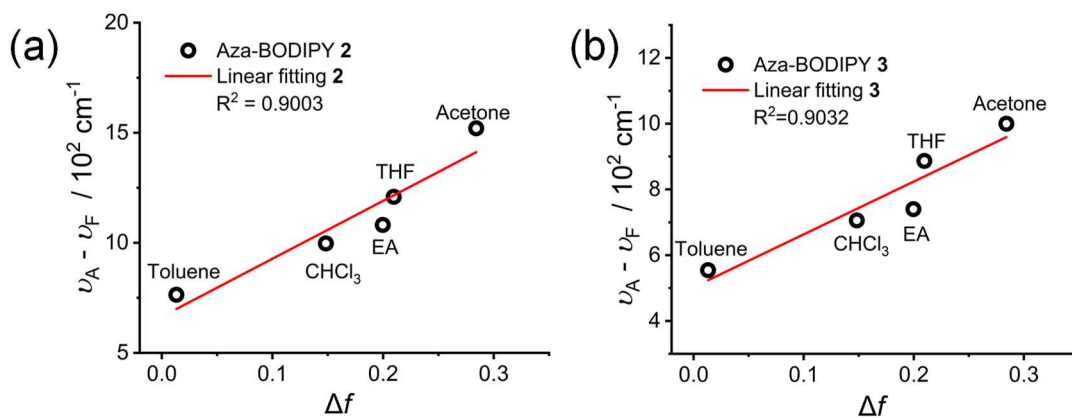 (a)
20
15
10
5
υA - υF / 10² cm⁻¹
Aza-BODIPY 2
Linear fitting 2
R² = 0.9003
Acetone
THF
EA
CHCl₃
Toluene
0.0 0.1 0.2 0.3
Δf
(b)
12
10
8
6
4
υA - υF / 10² cm⁻¹
Aza-BODIPY 3
Linear fitting 3
R²=0.9032
Acetone
THF
CHCl₃
EA
Toluene
0.0 0.1 0.2 0.3
Δf